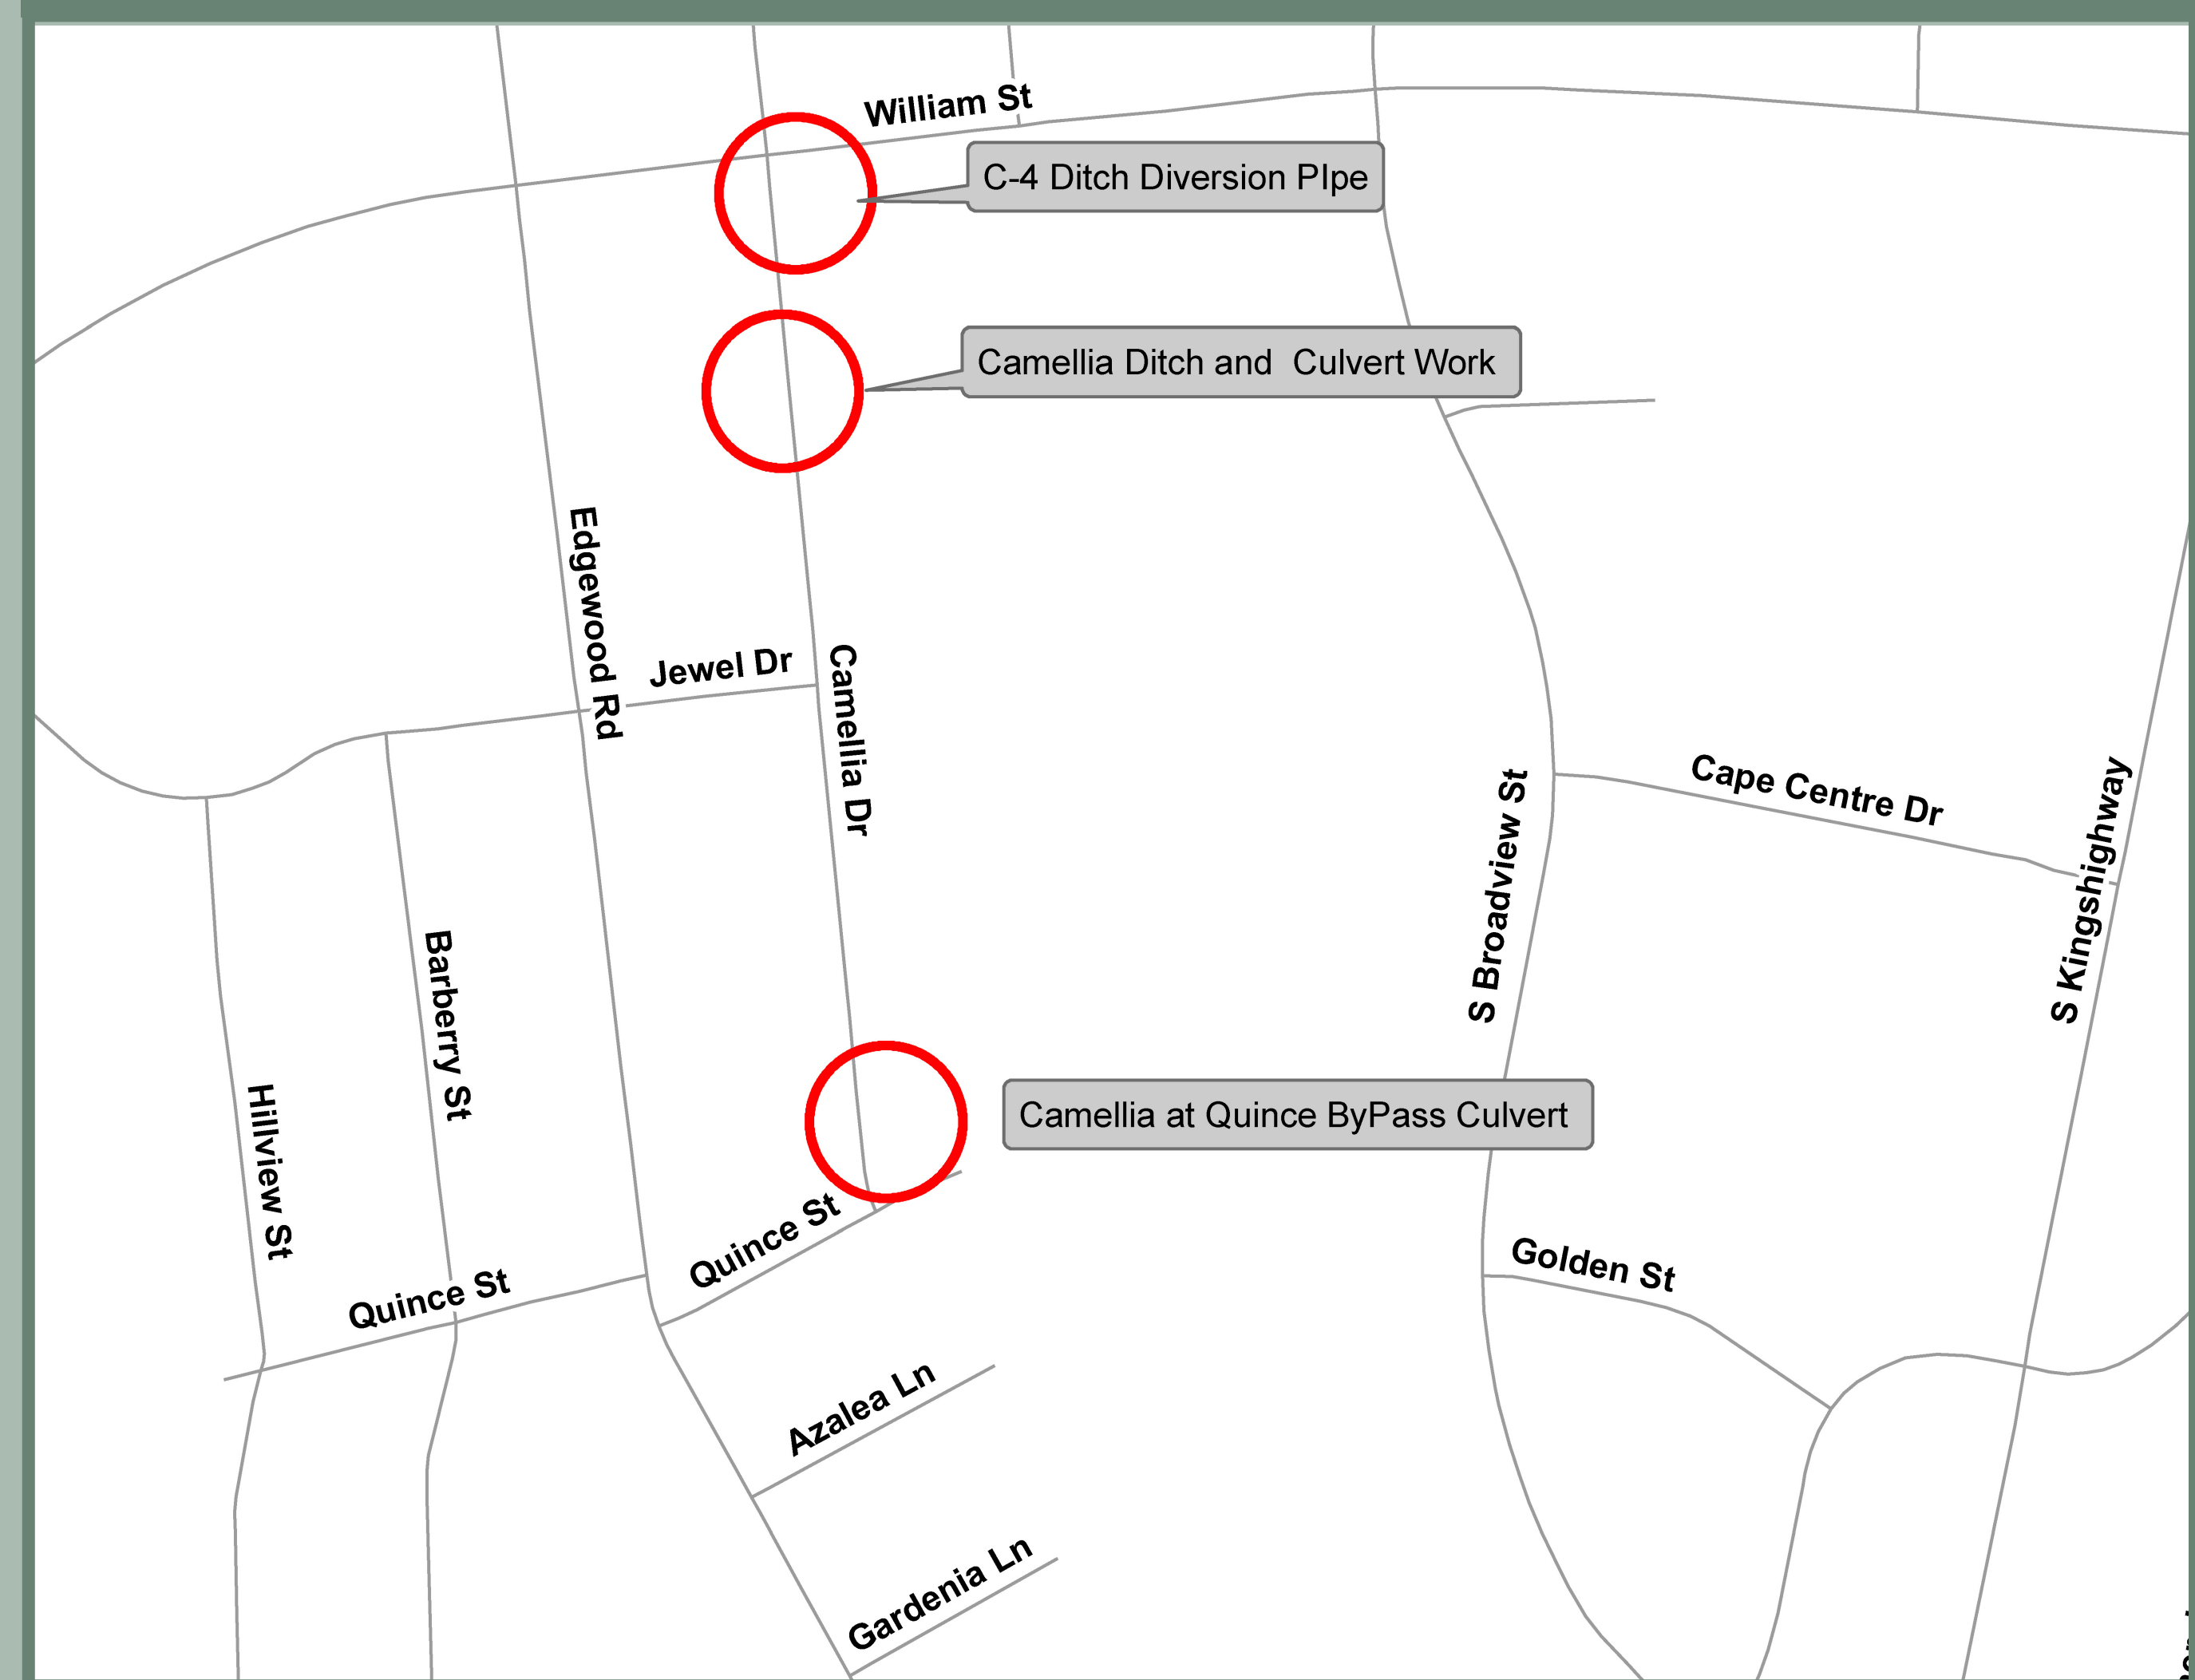 William St
C-4 Ditch Diversion PIpe
Camellia Ditch and  Culvert Work
Edgewood Rd
Jewel Dr
Camellia Dr
Cape Centre Dr
S Broadview St
S Kingshighway
Barberry St
Hillview St
Camellia at Quince ByPass Culvert
Quince St
Quince St
Golden St
Azalea Ln
Gardenia Ln